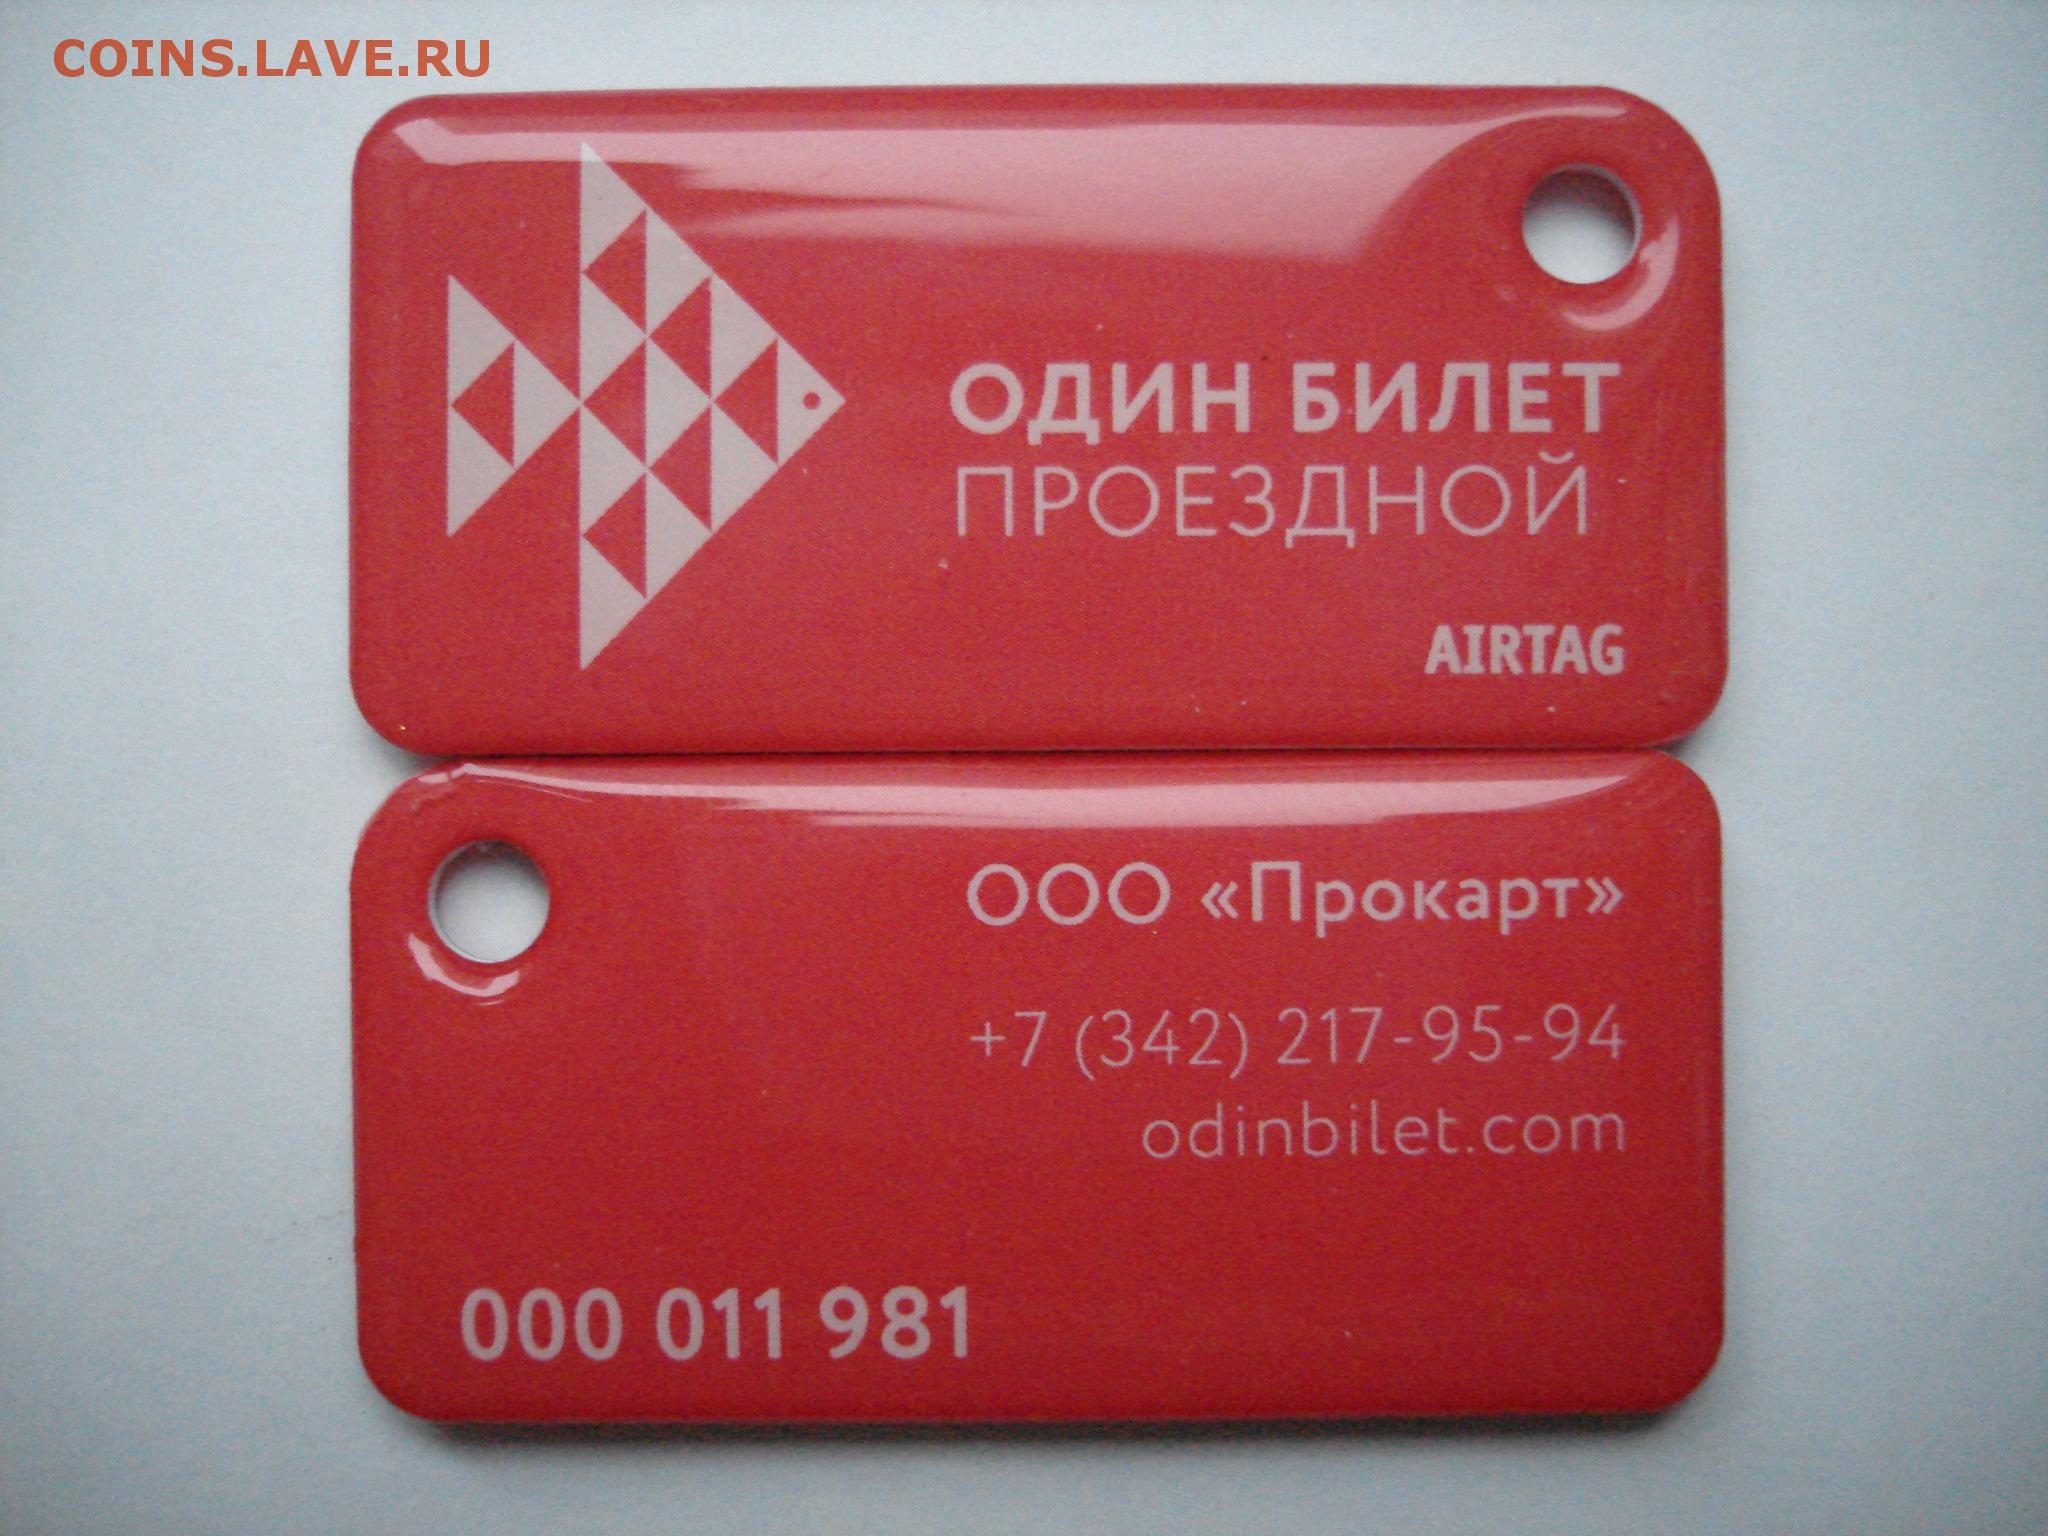 COINS.LAVE.RU
ОДИН БИЛЕТ
ПРОЕЗДНОЙ
AIRTAG
ООО «Прокарт»
+7 (342) 217-95-94
odinbilet.com
000 011 981